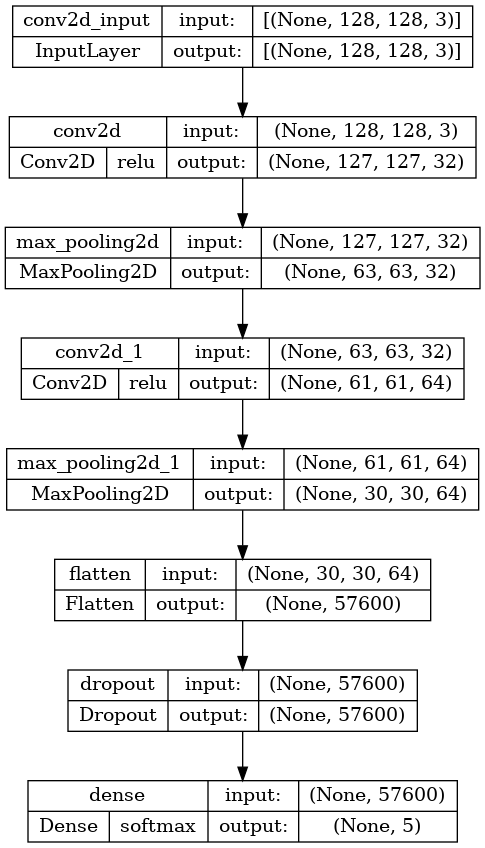 conv2d_input input: [(None, 128, 128, 3)]
InputLayer output: [(None, 128, 128, 3)]
conv2d input: (None, 128, 128, 3)
Conv2D relu output: (None, 127, 127, 32)
max_pooling2d input: (None, 127, 127, 32)
MaxPooling2D output: (None, 63, 63, 32)
conv2d_1 input: (None, 63, 63, 32)
Conv2D relu output: (None, 61, 61, 64)
max_pooling2d_1 input: (None, 61, 61, 64)
MaxPooling2D output: (None, 30, 30, 64)
flatten input: (None, 30, 30, 64)
Flatten output: (None, 57600)
dropout input: (None, 57600)
Dropout output: (None, 57600)
dense input: (None, 57600)
Dense softmax output: (None, 5)